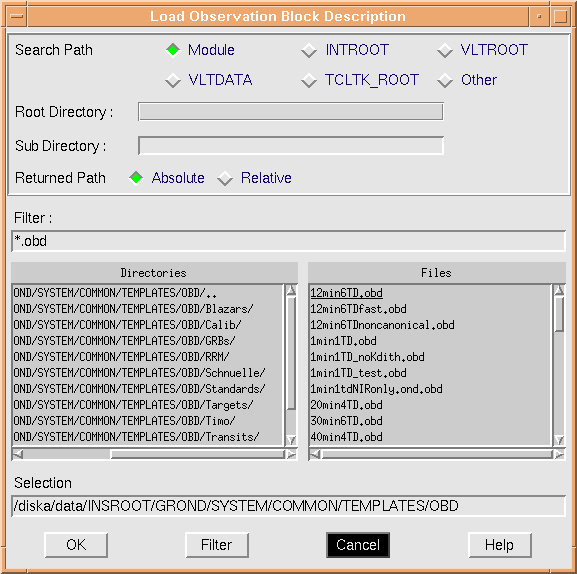 Load Observation Block Description
Search Path Module INTROOT VLTROOT
VLTDATA TCLTK_ROOT Other
Root Directory :
Sub Directory :
Returned Path Absolute Relative
Filter :
*.obd
Directories
OND/SYSTEM/COMMON/TEMPLATES/OBD/..
OND/SYSTEM/COMMON/TEMPLATES/OBD/Blazars/
OND/SYSTEM/COMMON/TEMPLATES/OBD/Calib/
OND/SYSTEM/COMMON/TEMPLATES/OBD/GRBs/
OND/SYSTEM/COMMON/TEMPLATES/OBD/RRM/
OND/SYSTEM/COMMON/TEMPLATES/OBD/Schnuelle/
OND/SYSTEM/COMMON/TEMPLATES/OBD/Standards/
OND/SYSTEM/COMMON/TEMPLATES/OBD/Targets/
OND/SYSTEM/COMMON/TEMPLATES/OBD/Timo/
OND/SYSTEM/COMMON/TEMPLATES/OBD/Transits/
Files
12min6TD.obd
12min6TDfast.obd
12min6TDnoncanonical.obd
1min1TD.obd
1min1TD_noKdith.obd
1min1TD_test.obd
1min1tdNIRonly.ond.obd
20min4TD.obd
30min6TD.obd
40min4TD.obd
Selection
/diska/data/INSROOT/GROND/SYSTEM/COMMON/TEMPLATES/OBD
OK Filter Cancel Help